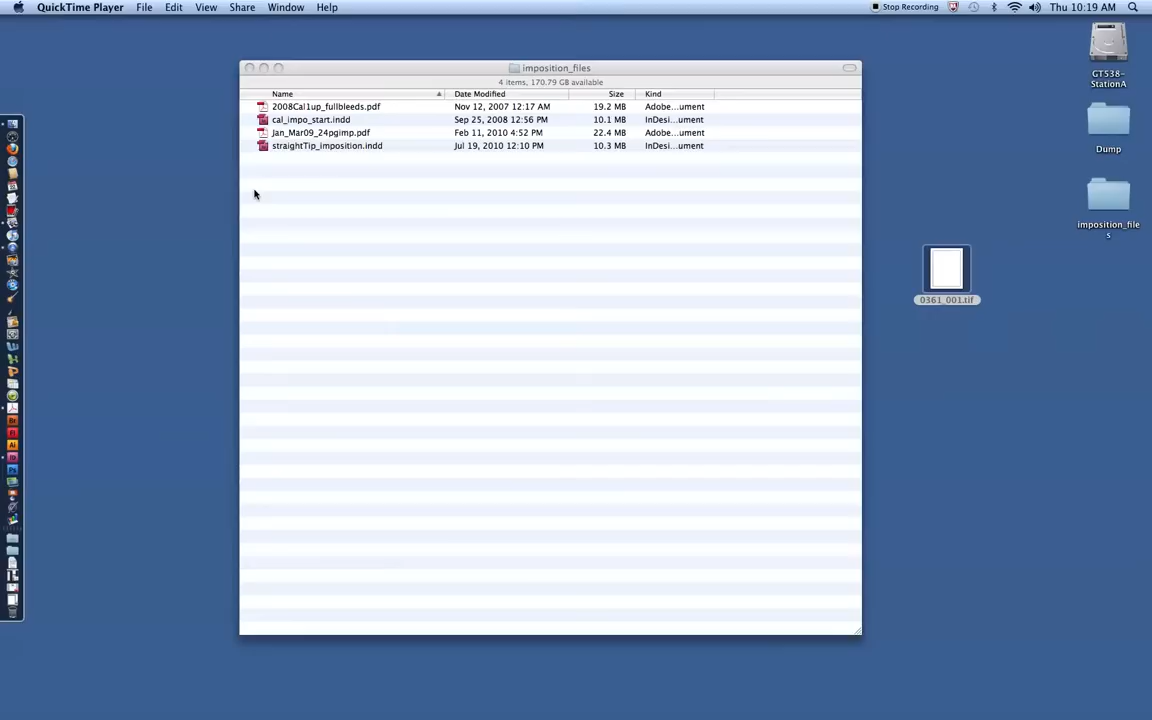 QuickTime Player File Edit View Share Window Help Stop Recording Thu 10:19 AM
imposition_files
4 items, 170.79 GB available
Name Date Modified Size Kind
2008Cal1up_fullbleeds.pdf Nov 12, 2007 12:17 AM 19.2 MB Adobe...ument
cal_impo_start.indd Sep 25, 2008 12:56 PM 10.1 MB InDesi...ument
Jan_Mar09_24pgimp.pdf Feb 11, 2010 4:52 PM 22.4 MB Adobe...ument
straightTip_imposition.indd Jul 19, 2010 12:10 PM 10.3 MB InDesi...ument
GT538-
StationA
Dump
imposition_file
s
0361_001.tif